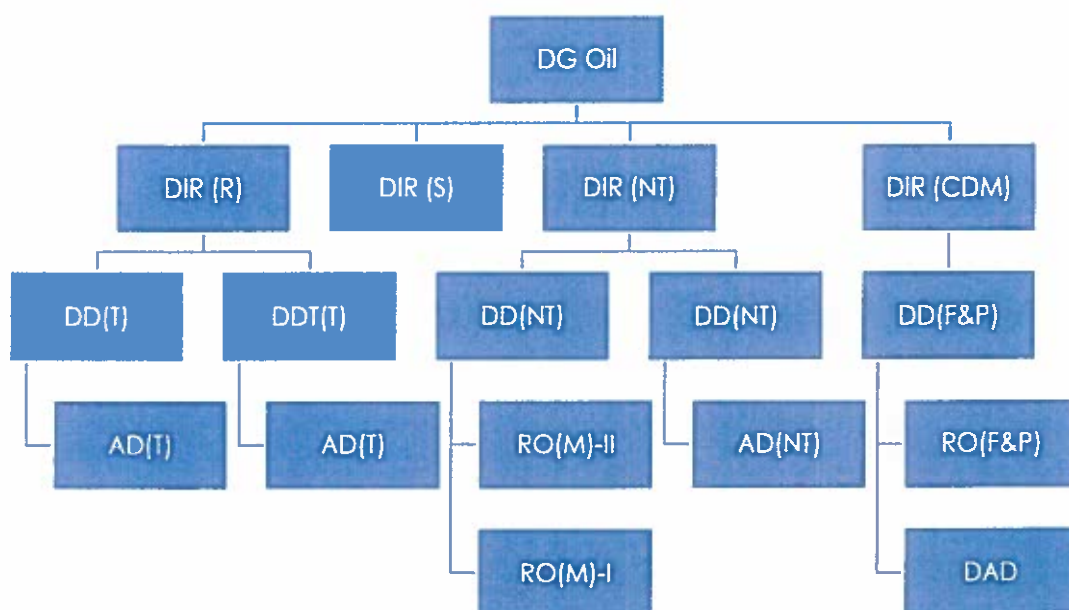 DG Oil
DIR (R)
DIR (S)
DIR (NT)
DIR (CDM)
DD(T)
DDT(T)
DD(NT)
DD(NT)
DD(F&P)
AD(T)
AD(T)
RO(M)-II
AD(NT)
RO(F&P)
RO(M)-I
DAD